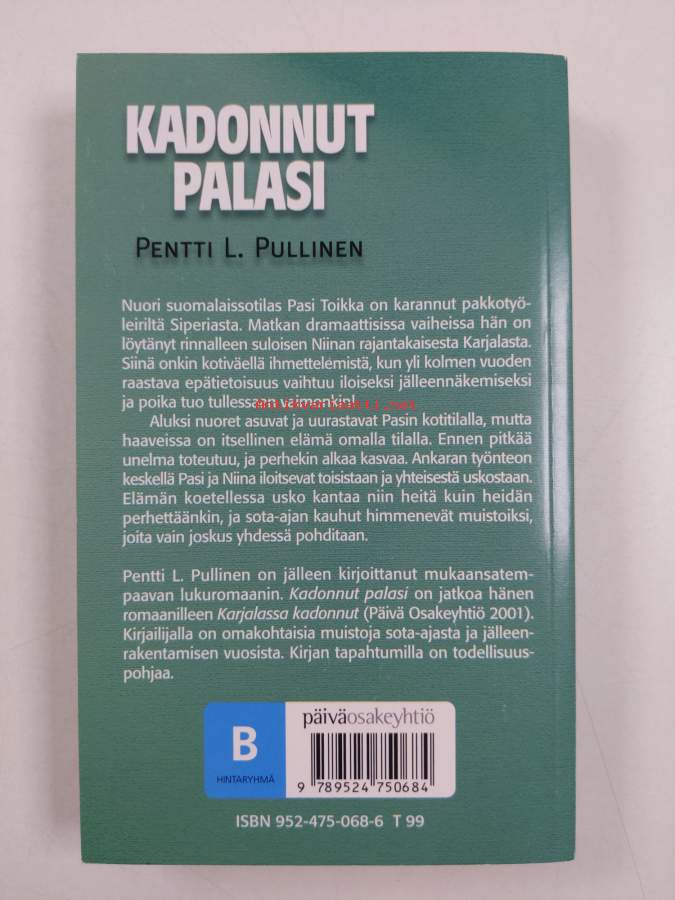 KADONNUT
PALASI
PENTTI L. PULLINEN
Nuori suomalaissotilas Pasi Toikka on karannut pakkotyö-
leiriltä Siperiasta. Matkan dramaattisissa vaiheissa hän on
löytänyt rinnalleen suloisen Niinan rajantakaisesta Karjalasta.
Siinä onkin kotiväellä ihmettelemistä, kun yli kolmen vuoden
raastava epätietoisuus vaihtuu iloiseksi jälleennäkemiseksi
ja poika tuo tullessaan vaimonkin!
antikvariaatti.net
Aluksi nuoret asuvat ja uurastavat Pasin kotitilalla, mutta
haaveissa on itsellinen elämä omalla tilalla. Ennen pitkää
unelma toteutuu, ja perhekin alkaa kasvaa. Ankaran työnteon
keskellä Pasi ja Niina iloitsevat toisistaan ja yhteisestä uskostaan.
Elämän koetellessa usko kantaa niin heitä kuin heidän
perhettäänkin, ja sota-ajan kauhut himmenevät muistoiksi,
joita vain joskus yhdessä pohditaan.
Pentti L. Pullinen on jälleen kirjoittanut mukaansatem-
paavan lukuromaanin. Kadonnut palasi on jatkoa hänen
romaanilleen Karjalassa kadonnut (Päivä Osakeyhtiö 2001).
Kirjailijalla on omakohtaisia muistoja sota-ajasta ja jälleen-
rakentamisen vuosista. Kirjan tapahtumilla on todellisuus-
pohjaa.
B
HINTARYHMÄ
päiväosakeyhtiö
9 789524 750684
ISBN 952-475-068-6 T 99